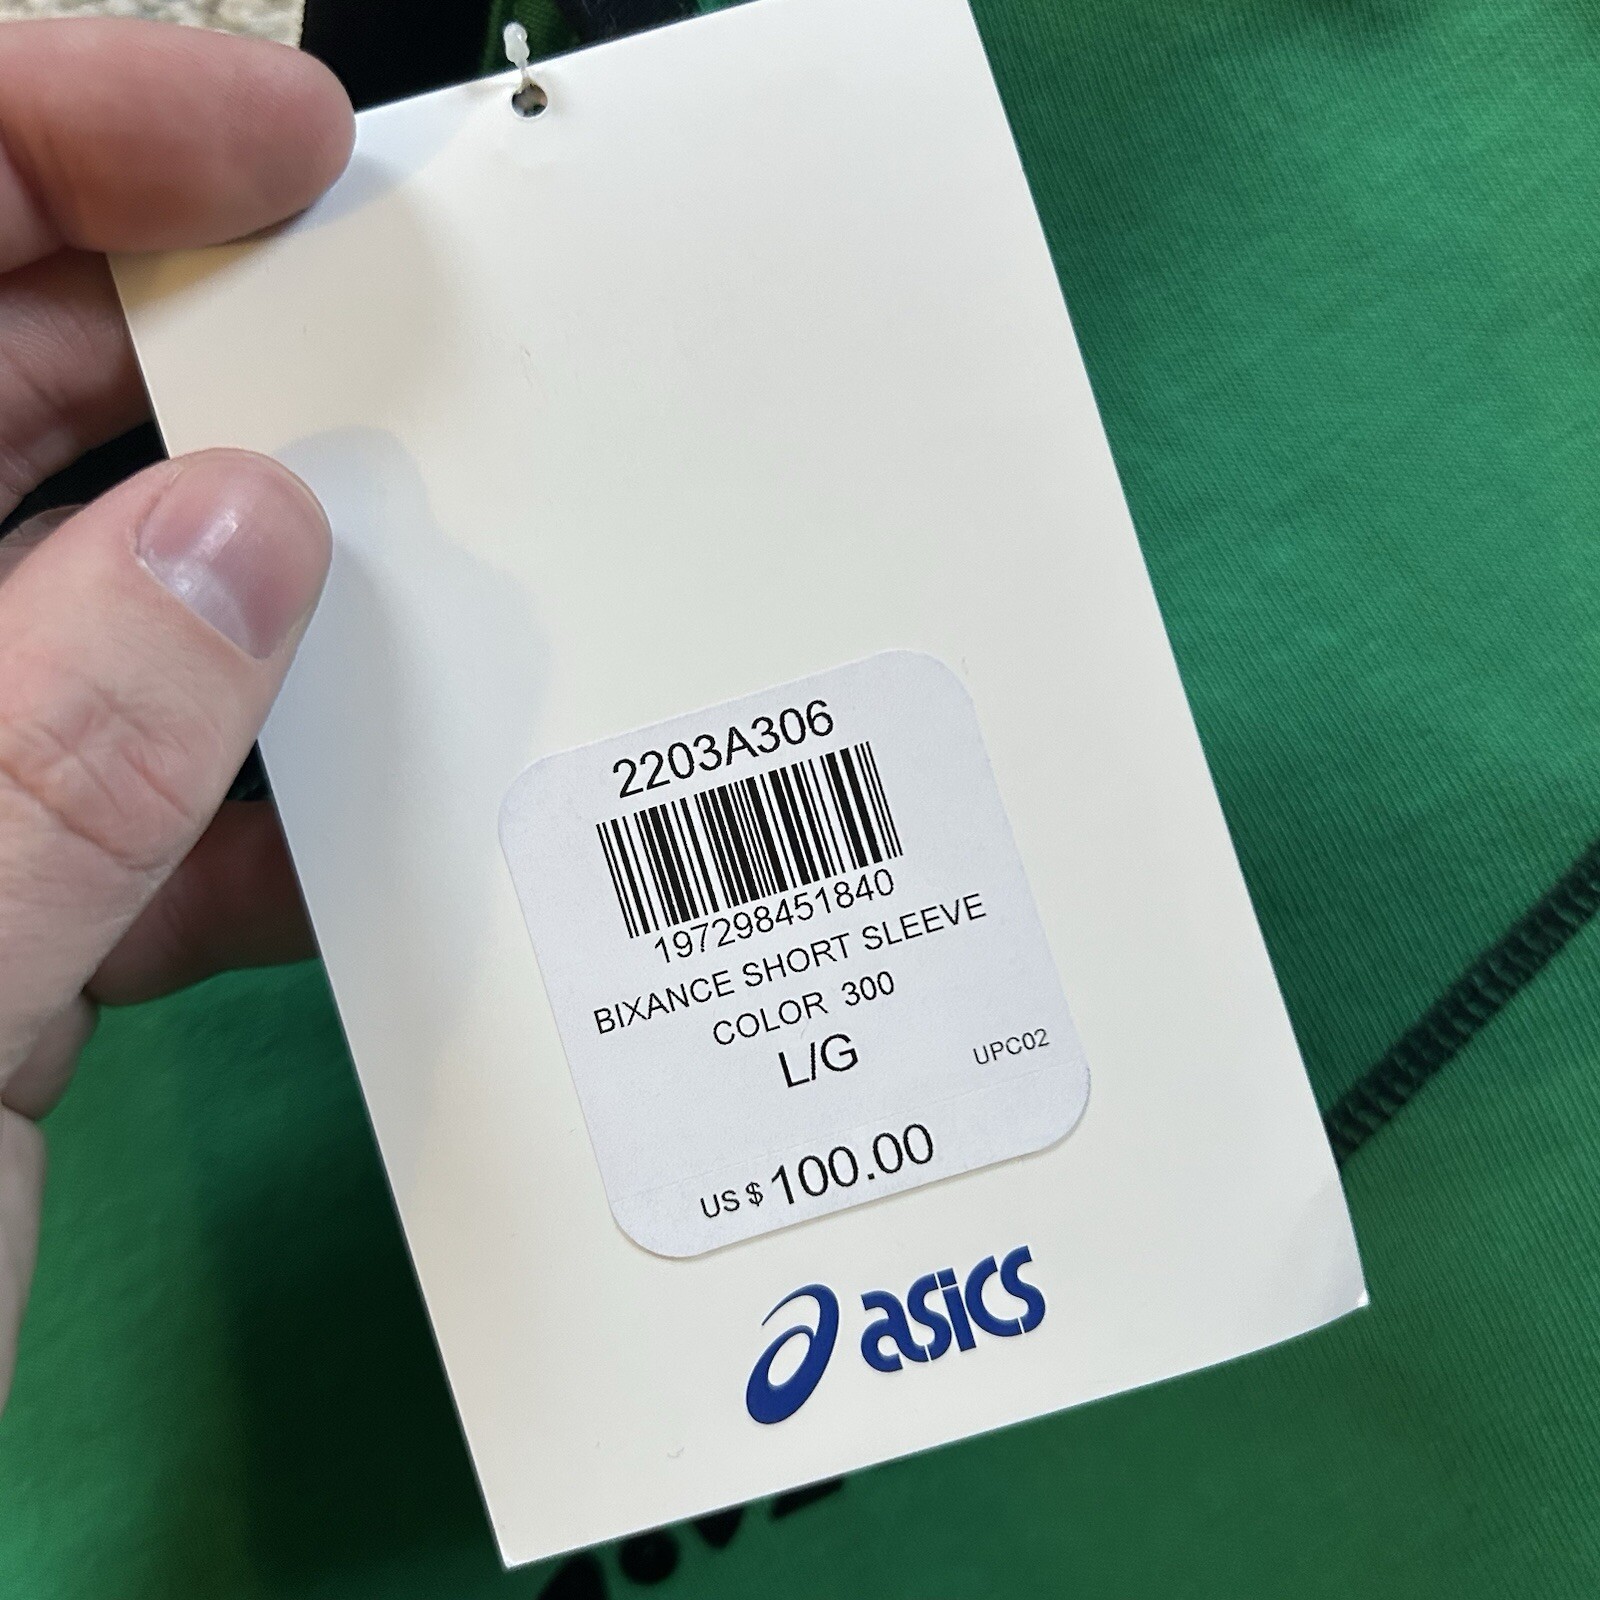 2203A306
197298451840
BIXANCE SHORT SLEEVE
COLOR 300
L/G
UPC02
US $ 100.00
asics